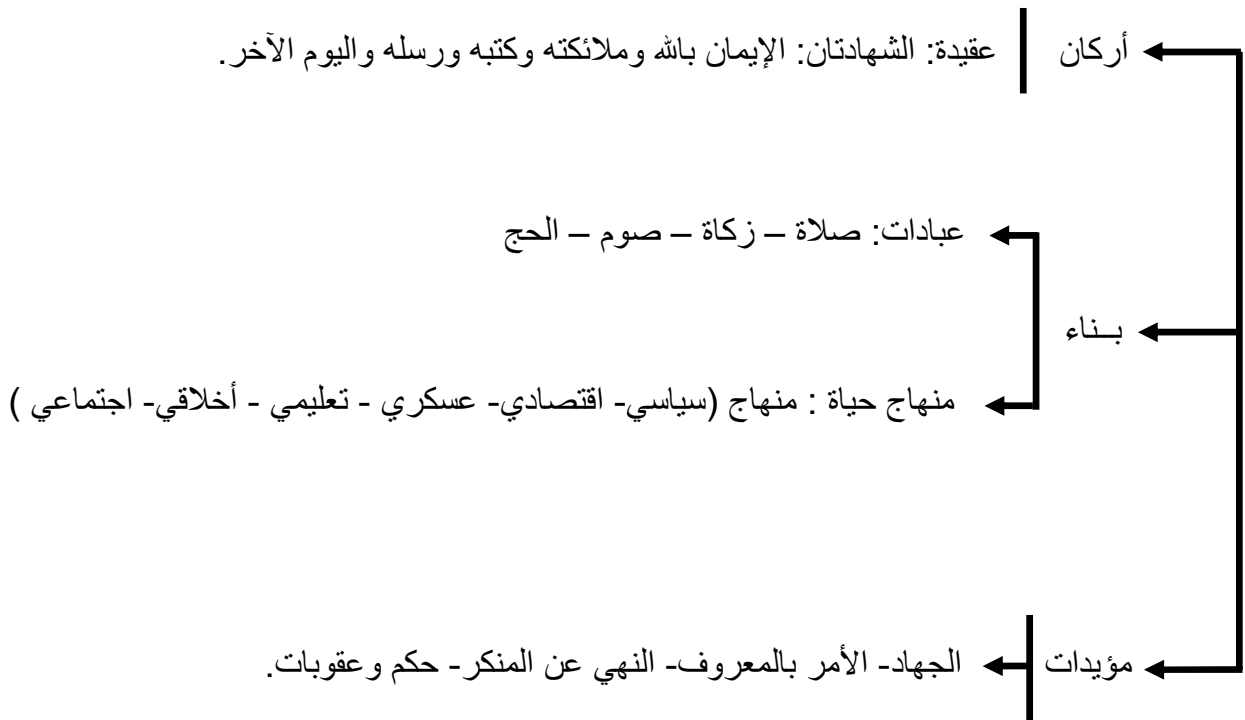 أركان عقيدة: الشهادتان: الإيمان بالله وملائكته وكتبه ورسله واليوم الآخر.
عبادات: صلاة – زكاة – صوم – الحج
بــناء
منهاج حياة : منهاج (سياسي- اقتصادي- عسكري - تعليمي - أخلاقي- اجتماعي )
مؤيدات الجهاد- الأمر بالمعروف- النهي عن المنكر- حكم وعقوبات.